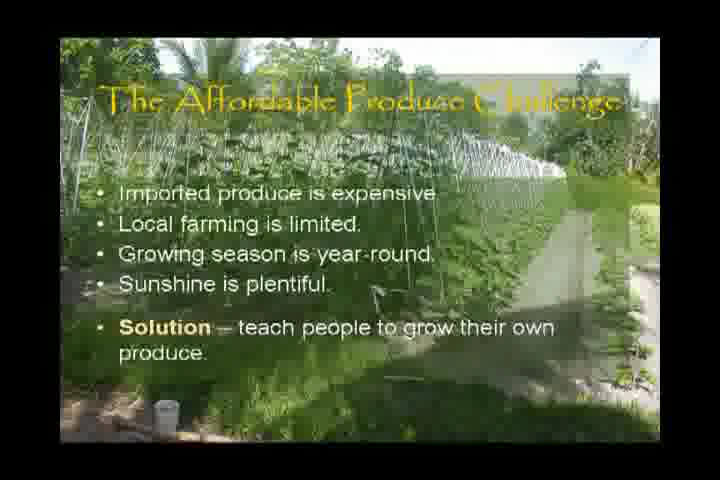 The Affordable Produce Challenge
• Imported produce is expensive
• Local farming is limited.
• Growing season is year-round.
• Sunshine is plentiful.
• Solution – teach people to grow their own
produce.